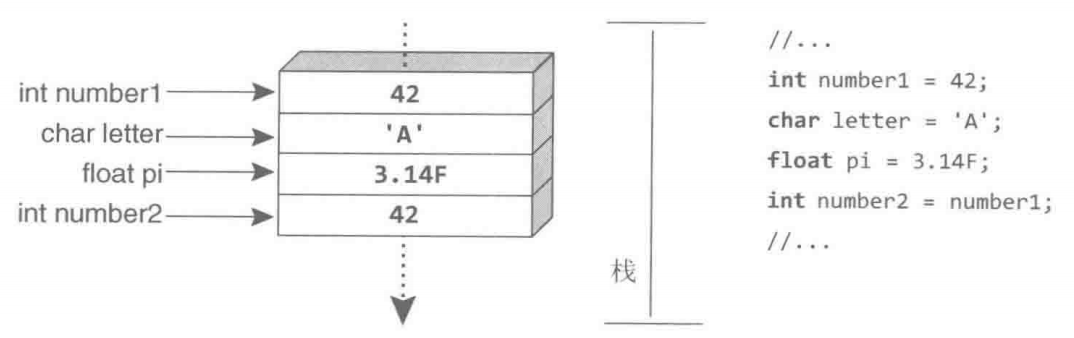 int number1
42
char letter
'A'
float pi
3.14F
int number2
42
栈
//...
int number1 = 42;
char letter = 'A';
float pi = 3.14F;
int number2 = number1;
//...